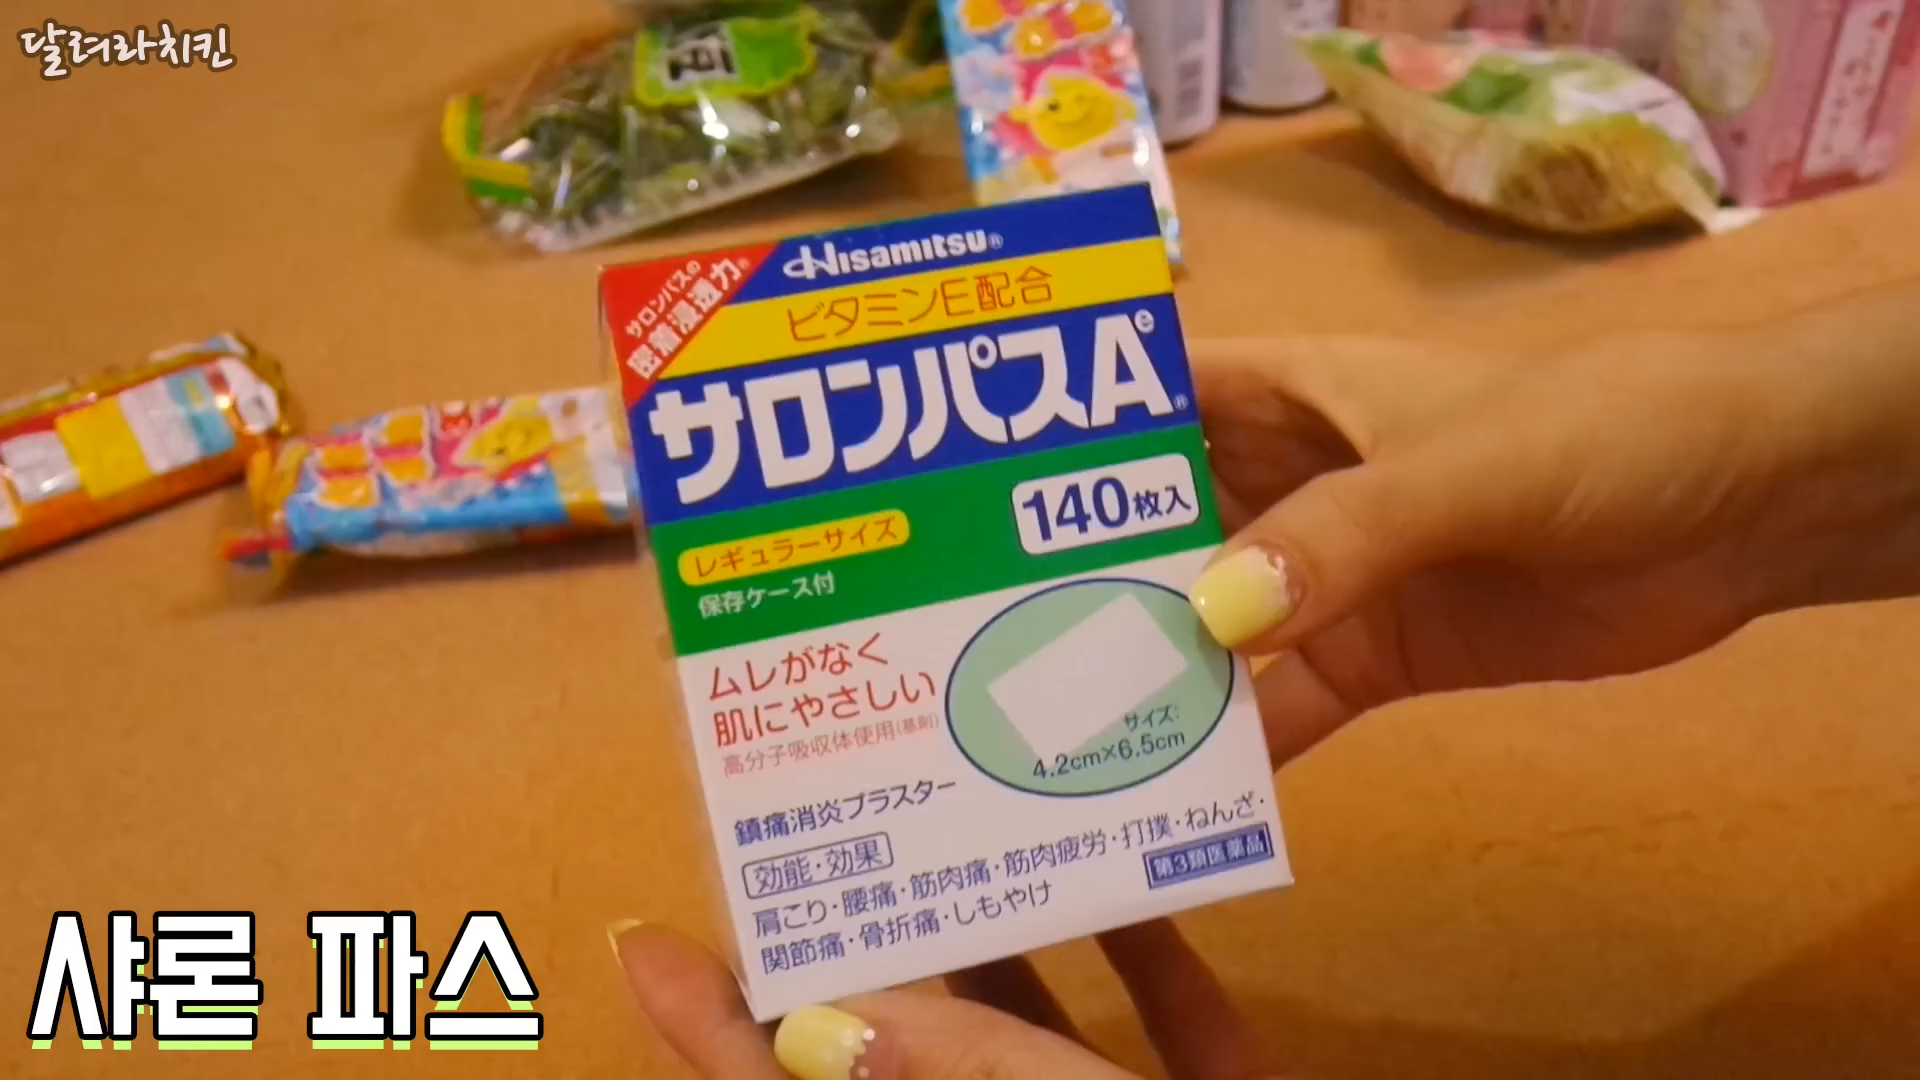 달려라치킨
Hisamitsu®
サロンパスの
密着浸透力®
ビタミンE配合
サロンパスAe®
140枚入
レギュラーサイズ
保存ケース付
ムレがなく
肌にやさしい
高分子吸収体使用(基剤)
サイズ:
4.2cm×6.5cm
鎮痛消炎プラスター
効能・効果
肩こり・腰痛・筋肉痛・筋肉疲労・打撲・ねんざ・
関節痛・骨折痛・しもやけ
第3類医薬品
샤론 파스